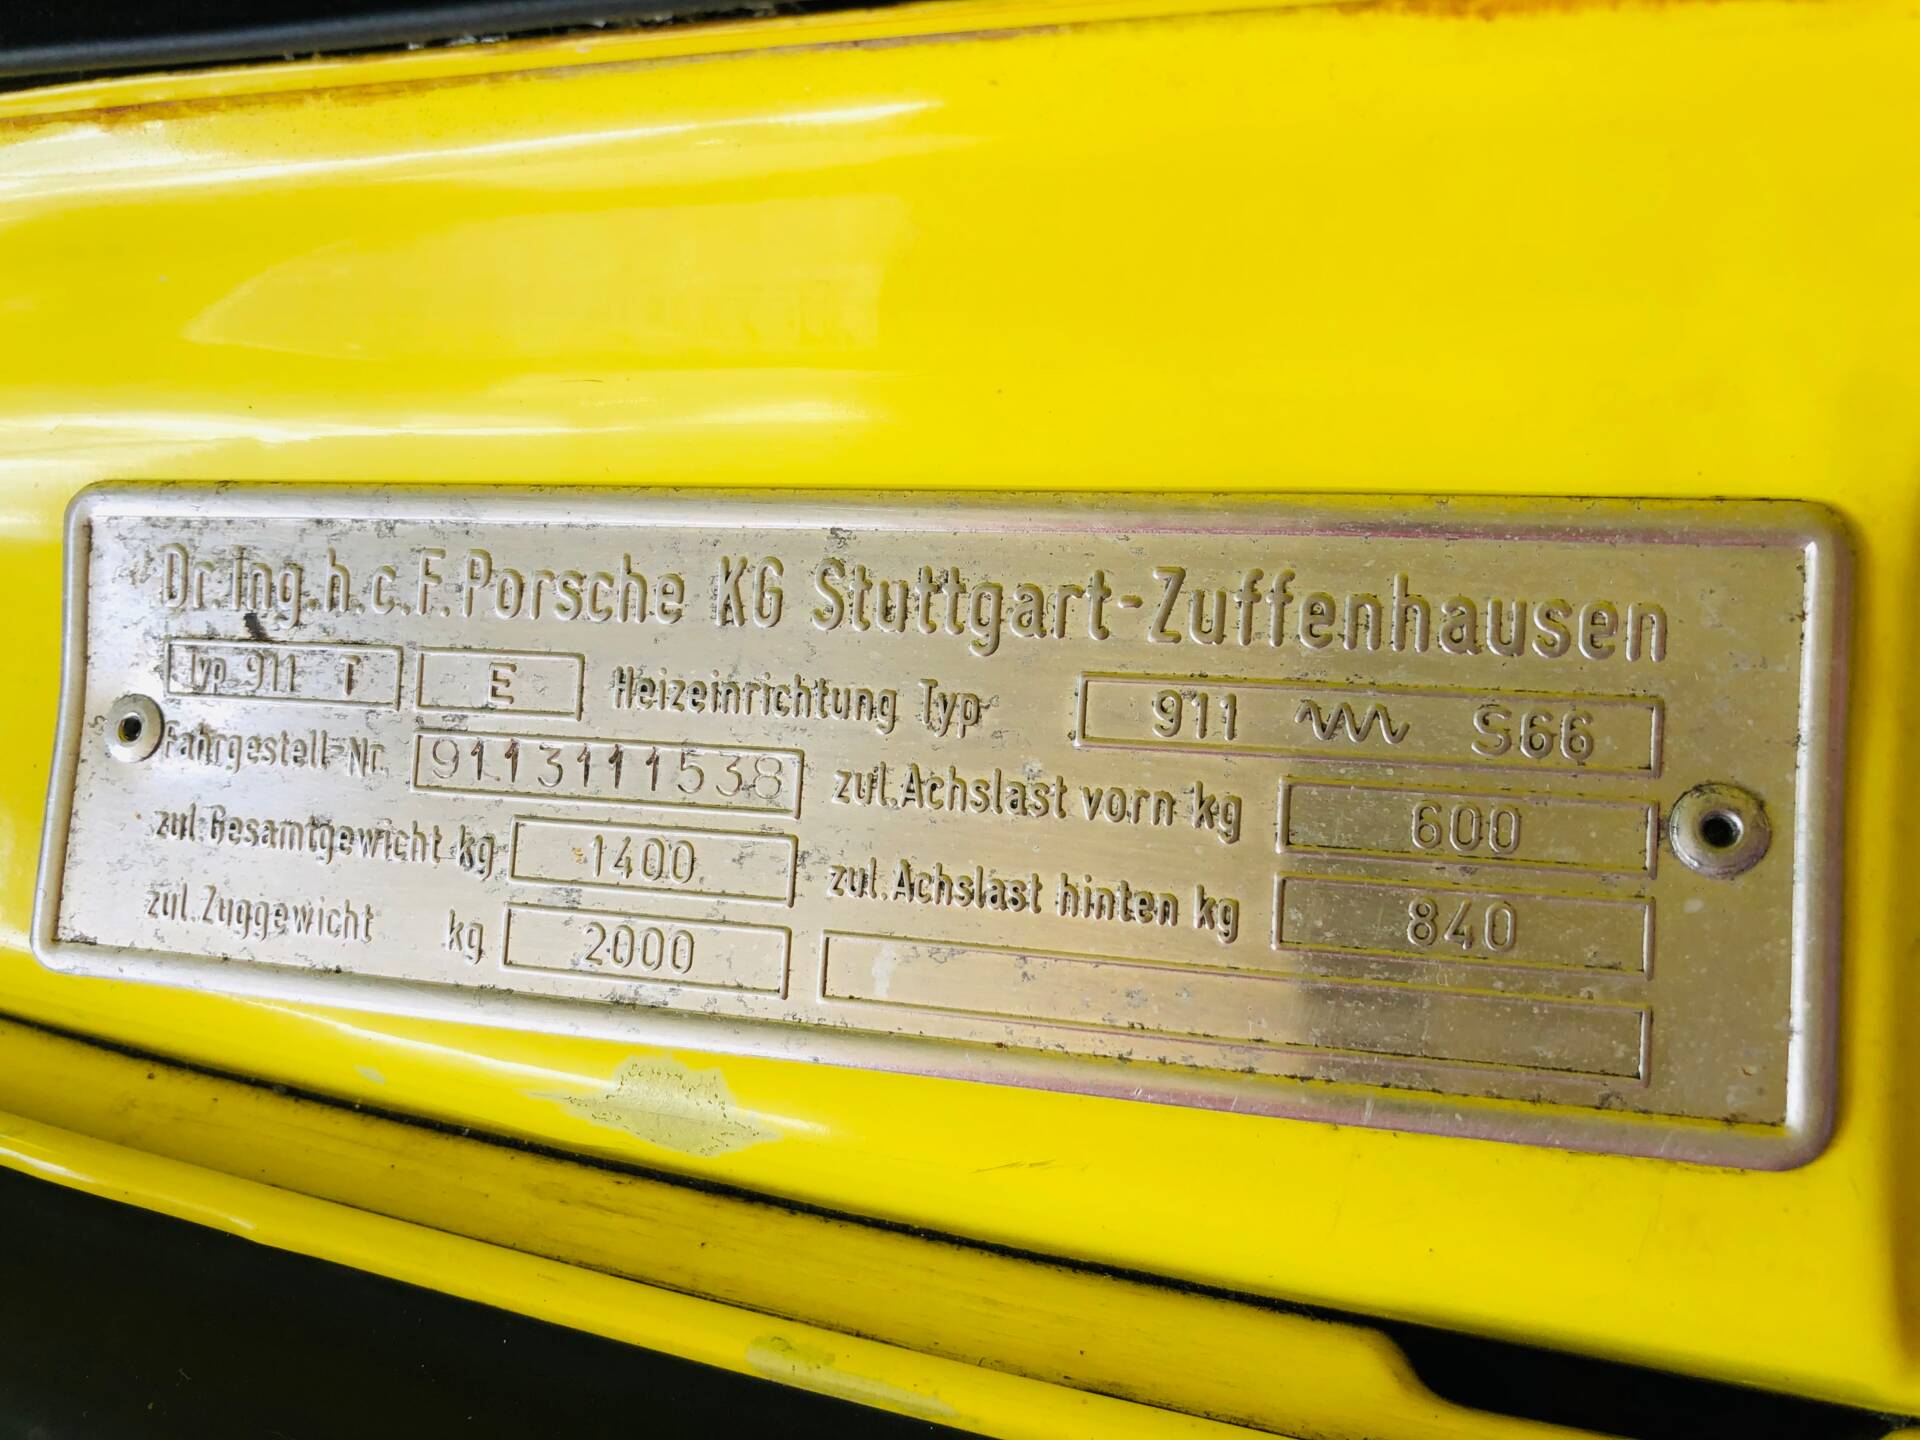 Dr.Ing.h.c.F.Porsche KG Stuttgart-Zuffenhausen
Typ 911 T E Heizeinrichtung Typ 911 S66
Fahrgestell-Nr. 9113111538 zul.Achslast vorn kg 600
zul.Gesamtgewicht kg 1400 zul.Achslast hinten kg 840
zul.Zuggewicht kg 2000